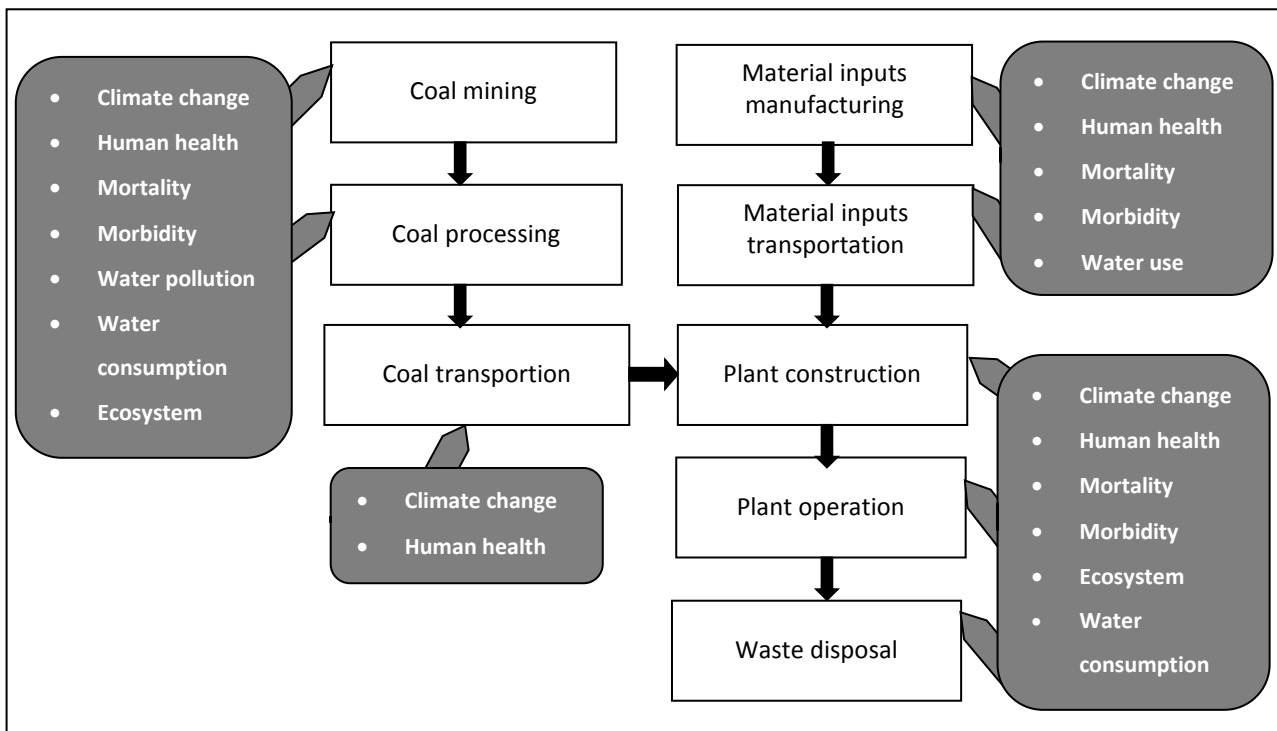 • Climate change
• Human health
• Mortality
• Morbidity
• Water pollution
• Water
consumption
• Ecosystem
Coal mining
Coal processing
Coal transportion
• Climate change
• Human health
Material inputs
manufacturing
Material inputs
transportation
Plant construction
Plant operation
Waste disposal
• Climate change
• Human health
• Mortality
• Morbidity
• Water use
• Climate change
• Human health
• Mortality
• Morbidity
• Ecosystem
• Water
consumption